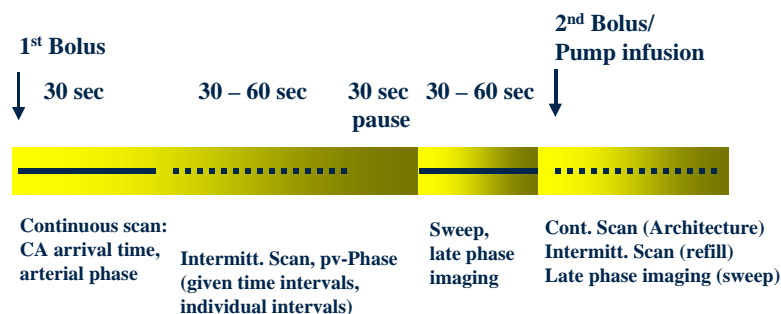 1st Bolus
2nd Bolus/
Pump infusion
30 sec
30 – 60 sec
30 sec
pause
30 – 60 sec
Continuous scan:
CA arrival time,
arterial phase
Intermitt. Scan, pv-Phase
(given time intervals,
individual intervals)
Sweep,
late phase
imaging
Cont. Scan (Architecture)
Intermitt. Scan (refill)
Late phase imaging (sweep)